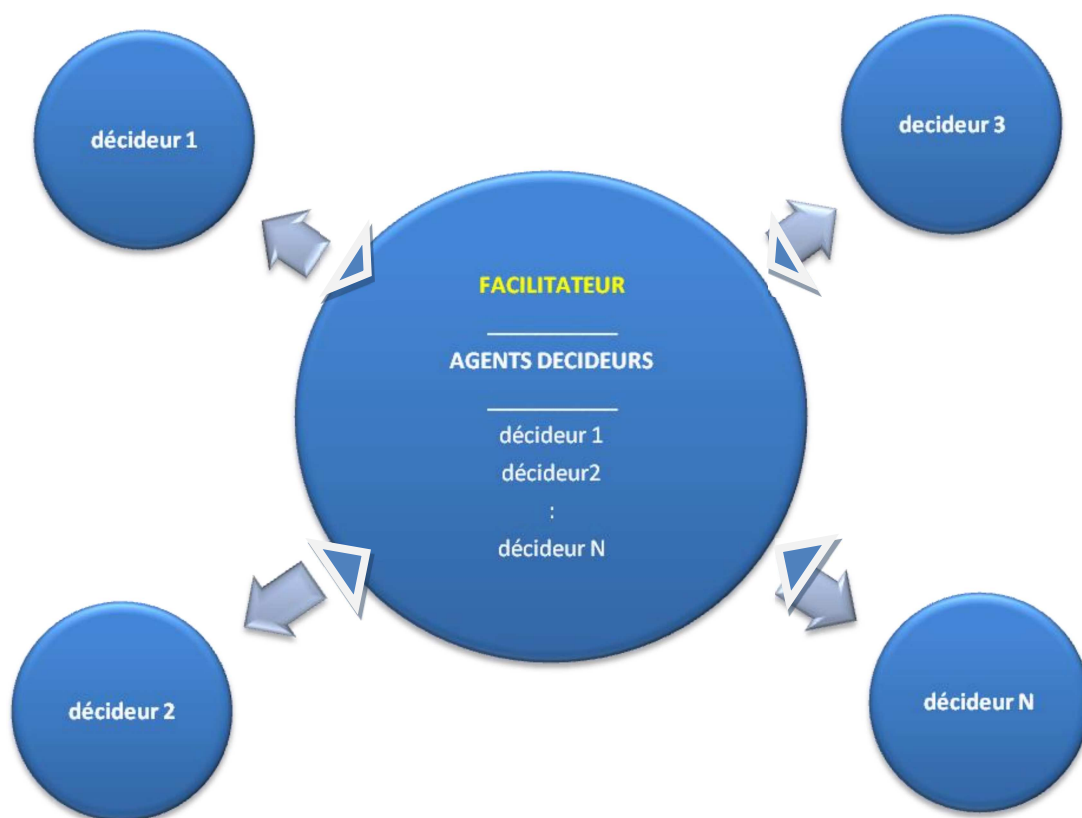 décideur 1
decideur 3
FACILITATEUR
AGENTS DECIDEURS
décideur 1
décideur2
:
décideur N
décideur 2
décideur N